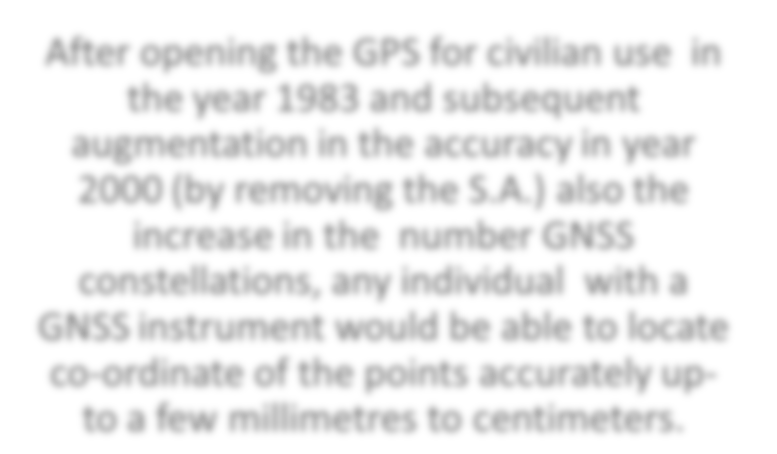 After opening the GPS for civilian use  in
the year 1983 and subsequent
augmentation in the accuracy in year
2000 (by removing the S.A.) also the
increase in the  number GNSS
constellations, any individual  with a
GNSS instrument would be able to locate
co-ordinate of the points accurately up-
to a few millimetres to centimeters.